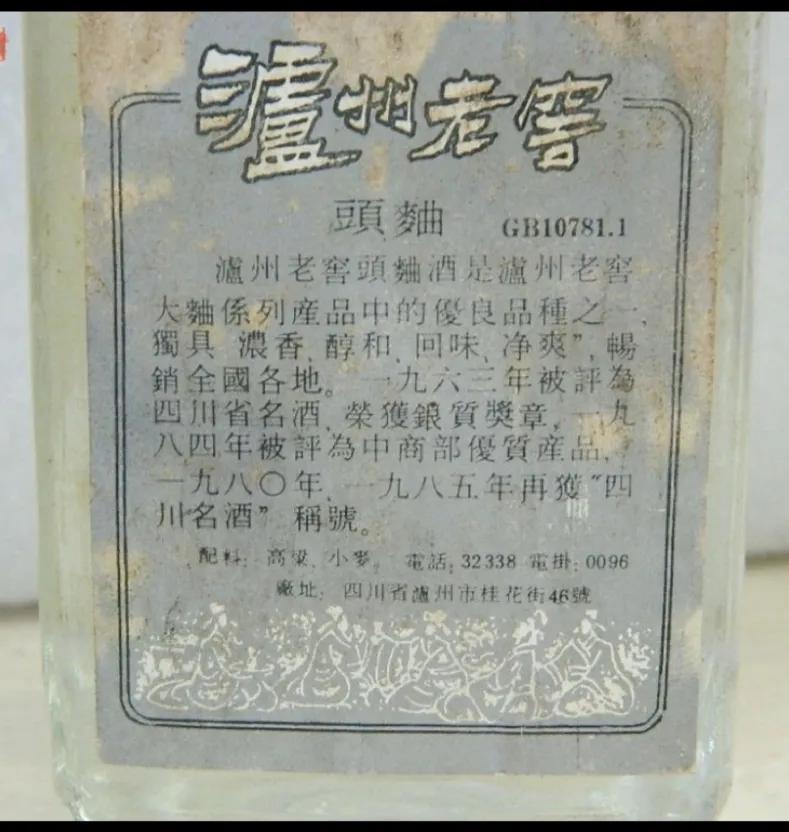 瀘州老窖
頭麯 GB10781.1
瀘州老窖頭麯酒是瀘州老窖
大麯係列産品中的優良品種之一,
獨具 濃香、醇和、回味、净爽”,暢
銷全國各地。一九六三年被評為
四川省名酒,榮獲銀質獎章,一九
八四年被評為中商部優質産品,
一九八〇年,一九八五年再獲“四
川名酒” 稱號。
配料:高粱、小麥。 電話:32338 電掛:0096
廠址:四川省瀘州市桂花街46號